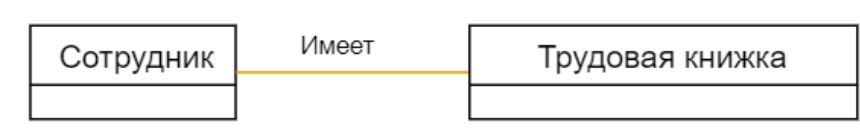 Сотрудник
Имеет
Трудовая книжка